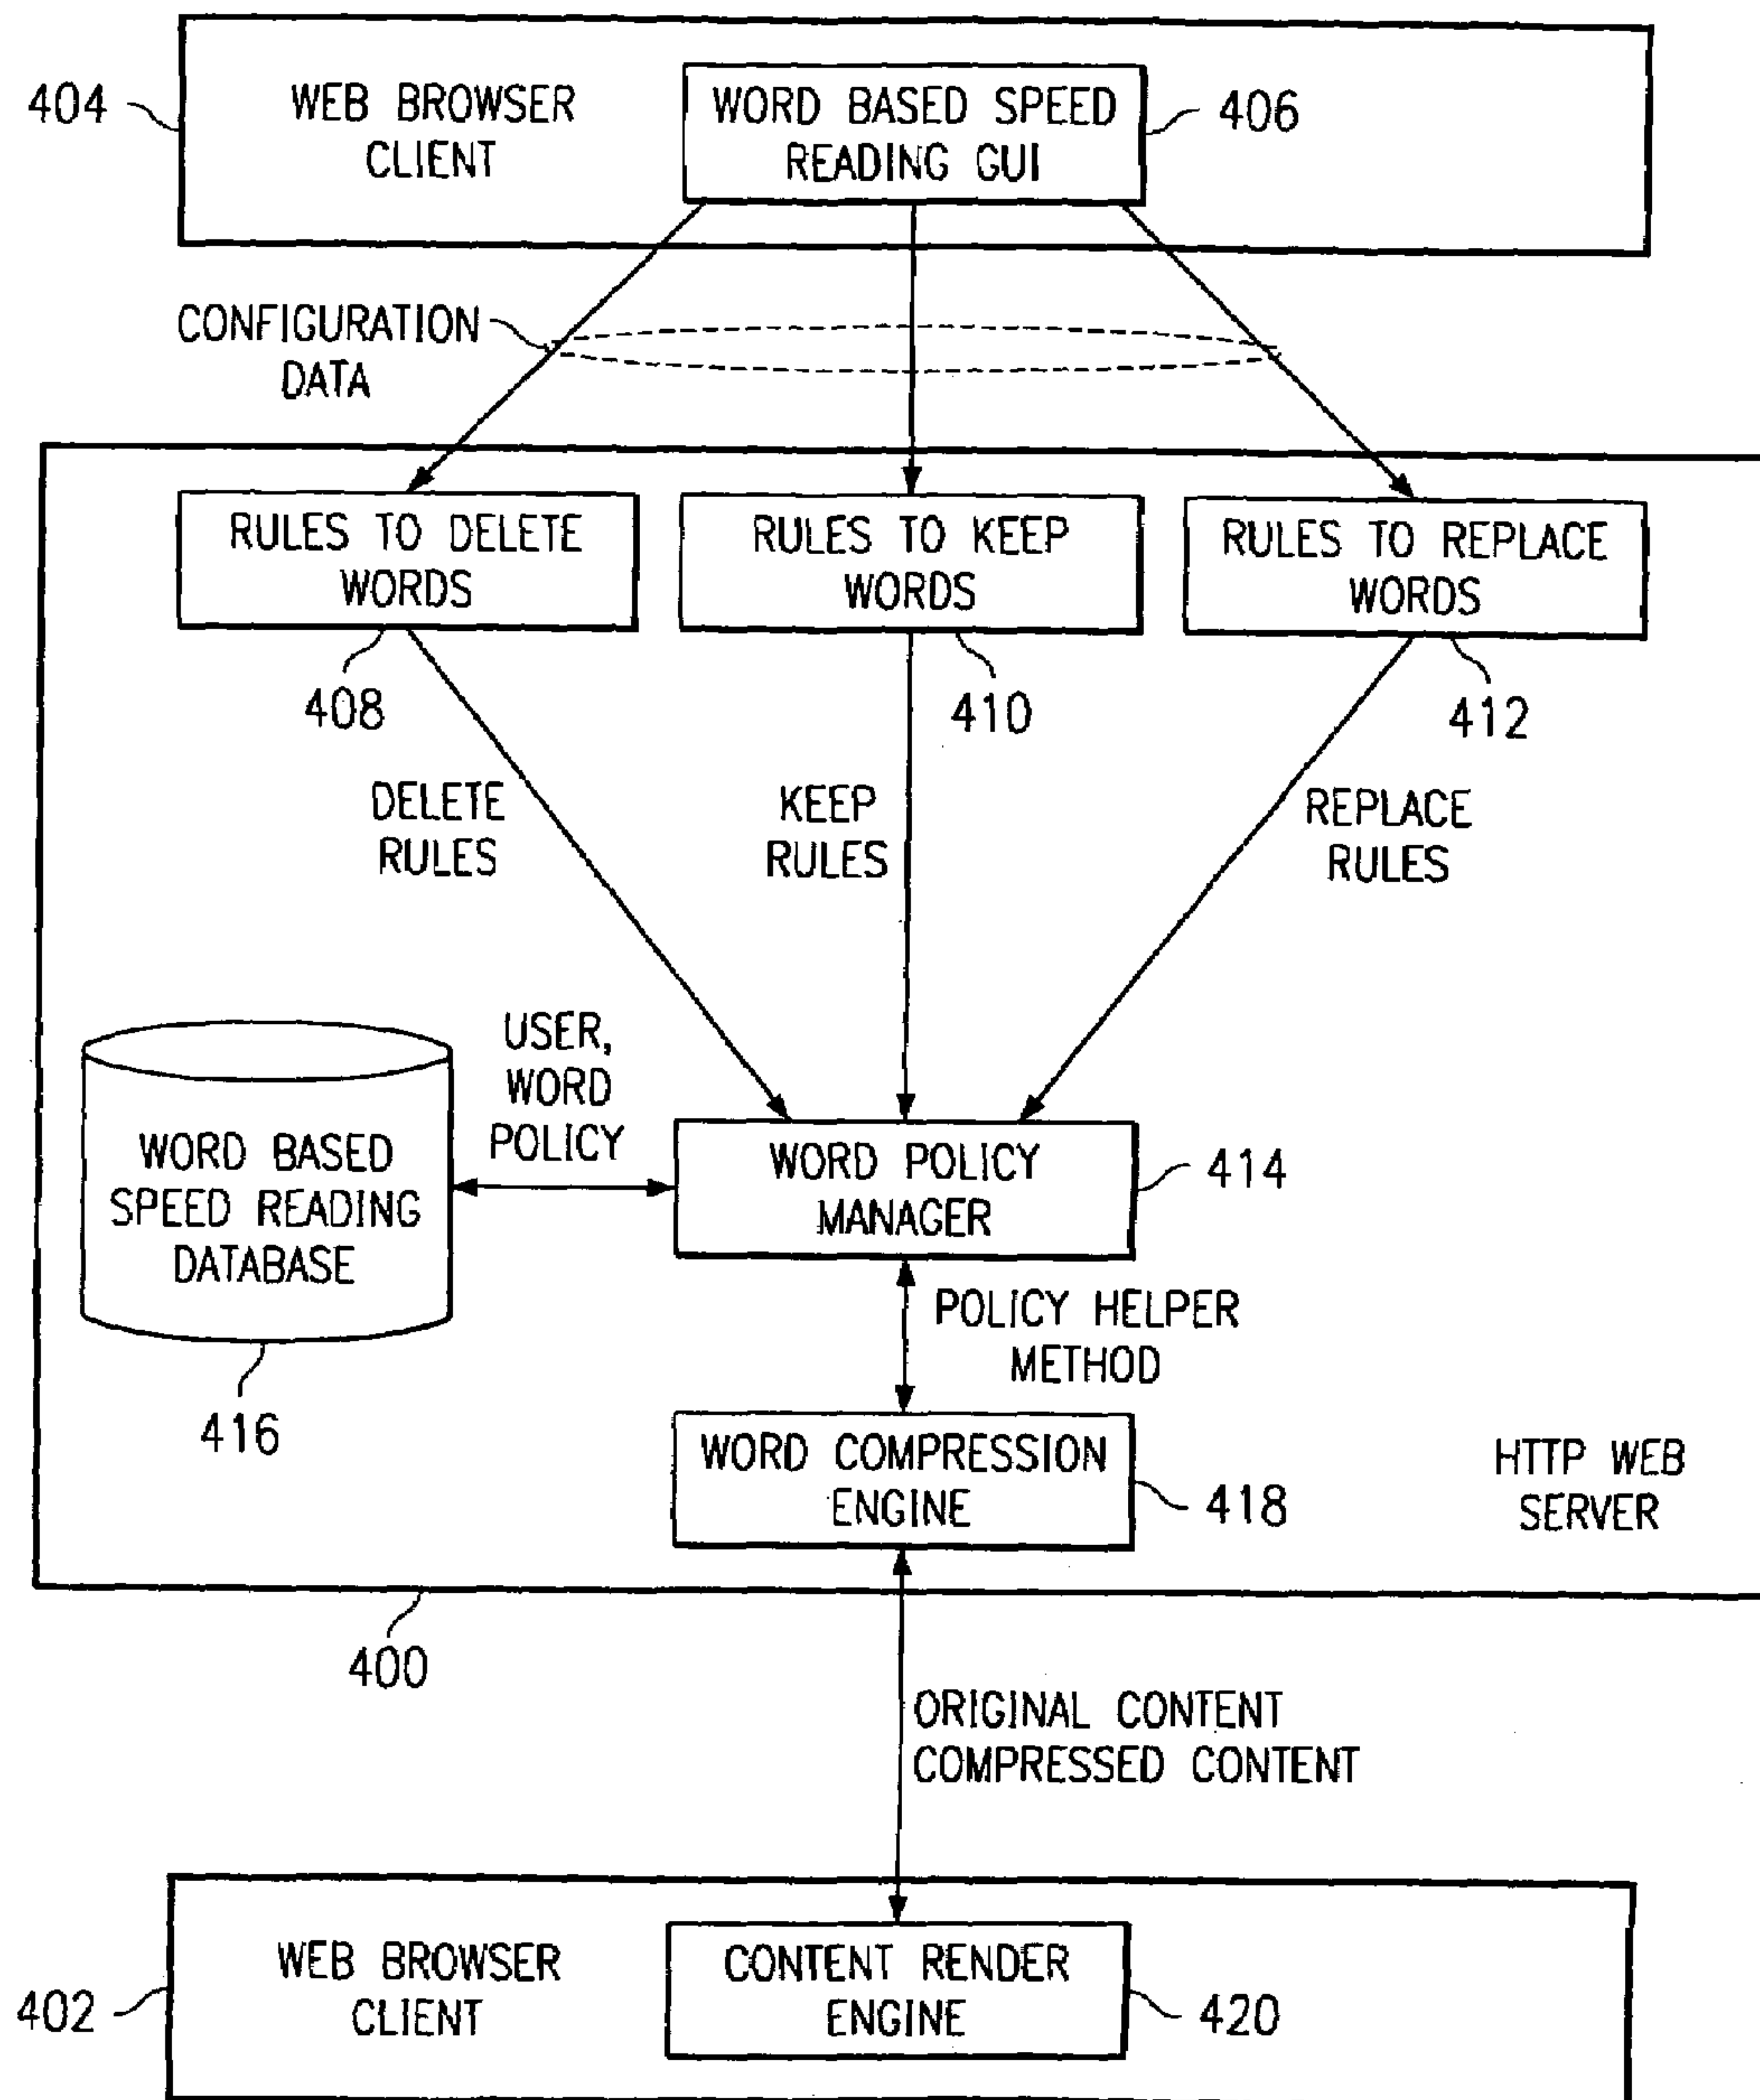 404
WEB BROWSER
CLIENT
WORD BASED SPEED
READING GUI
406
CONFIGURATION
DATA
RULES TO DELETE
WORDS
RULES TO KEEP
WORDS
RULES TO REPLACE
WORDS
408
410
412
DELETE
RULES
KEEP
RULES
REPLACE
RULES
USER,
WORD
POLICY
WORD BASED
SPEED READING
DATABASE
WORD POLICY
MANAGER
414
POLICY HELPER
METHOD
416
WORD COMPRESSION
ENGINE
418
HTTP WEB
SERVER
400
ORIGINAL CONTENT
COMPRESSED CONTENT
402
WEB BROWSER
CLIENT
CONTENT RENDER
ENGINE
420